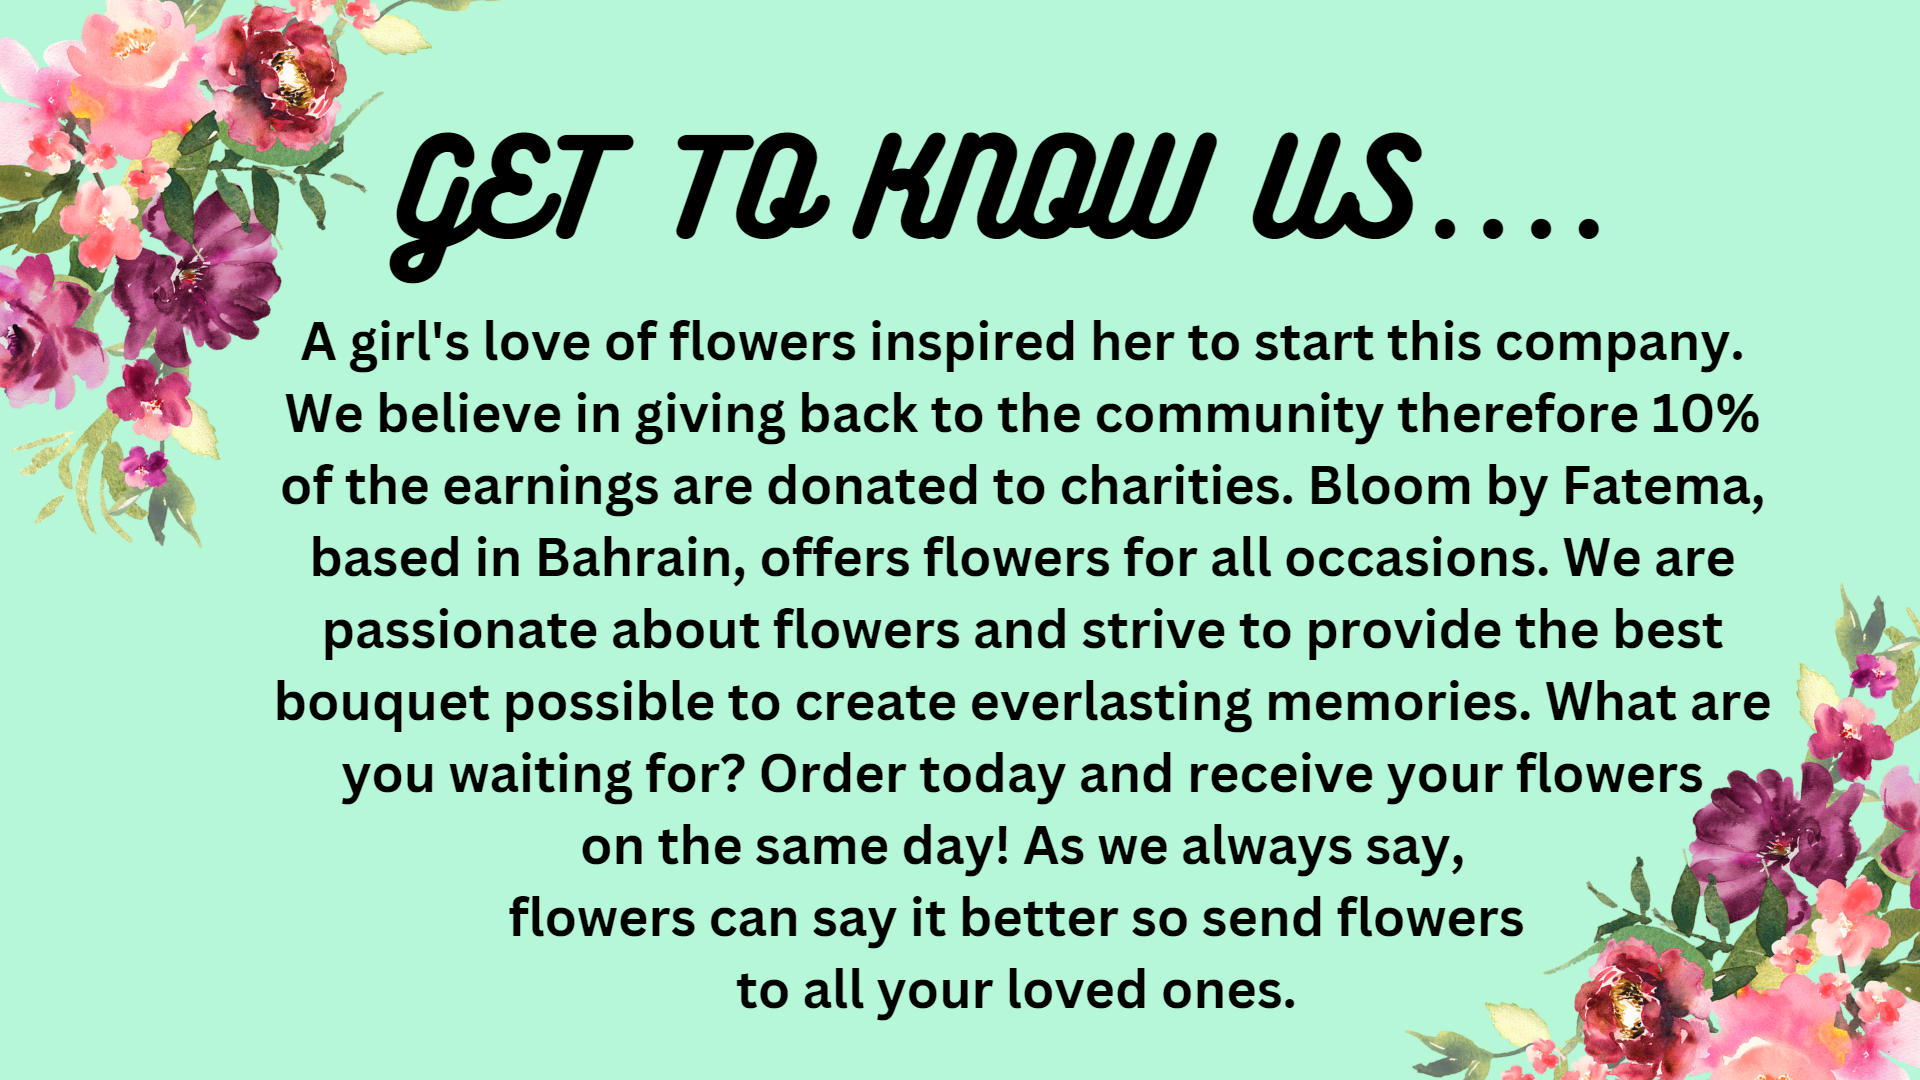 GET TO KNOW US....
A girl's love of flowers inspired her to start this company.
We believe in giving back to the community therefore 10%
of the earnings are donated to charities. Bloom by Fatema,
based in Bahrain, offers flowers for all occasions. We are
passionate about flowers and strive to provide the best
bouquet possible to create everlasting memories. What are
you waiting for? Order today and receive your flowers
on the same day! As we always say,
flowers can say it better so send flowers
to all your loved ones.